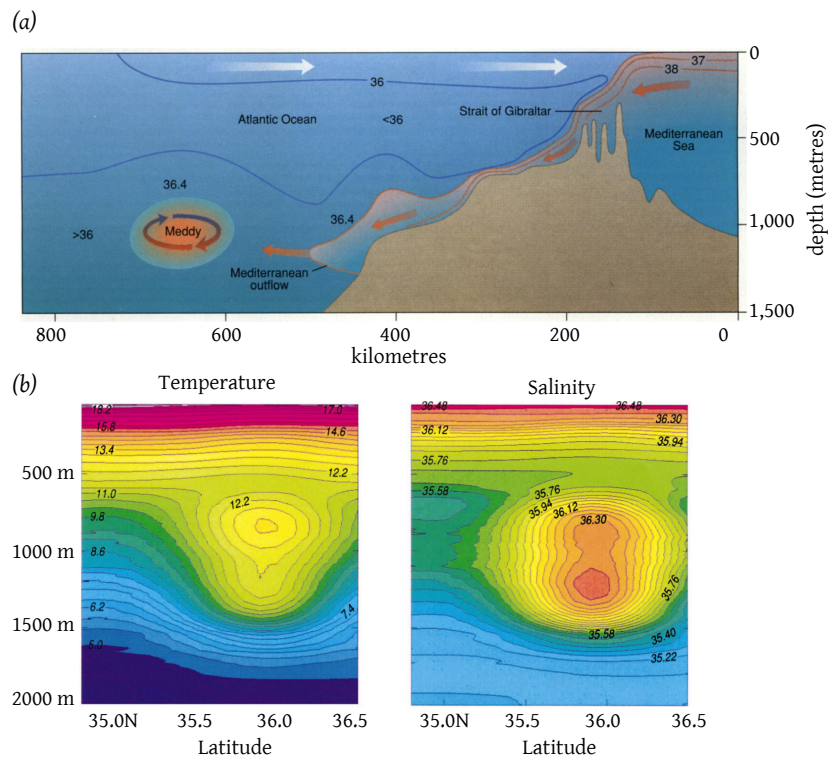 (a)
0
500
1,000
1,500
depth (metres)
36
37
38
Strait of Gibraltar
Atlantic Ocean
<36
Mediterranean
Sea
36.4
>36
Meddy
36.4
Mediterranean
outflow
800
600
400
200
0
kilometres
(b)
Temperature
Salinity
18.2
17.0
15.8
14.6
13.4
12.2
11.0
12.2
9.8
8.6
6.2
7.4
5.0
36.48
36.48
36.30
36.12
35.94
35.76
35.58
35.76
35.94
36.12
36.30
35.76
35.58
35.40
35.22
500 m
1000 m
1500 m
2000 m
35.0N
35.5
36.0
36.5
Latitude
35.0N
35.5
36.0
36.5
Latitude